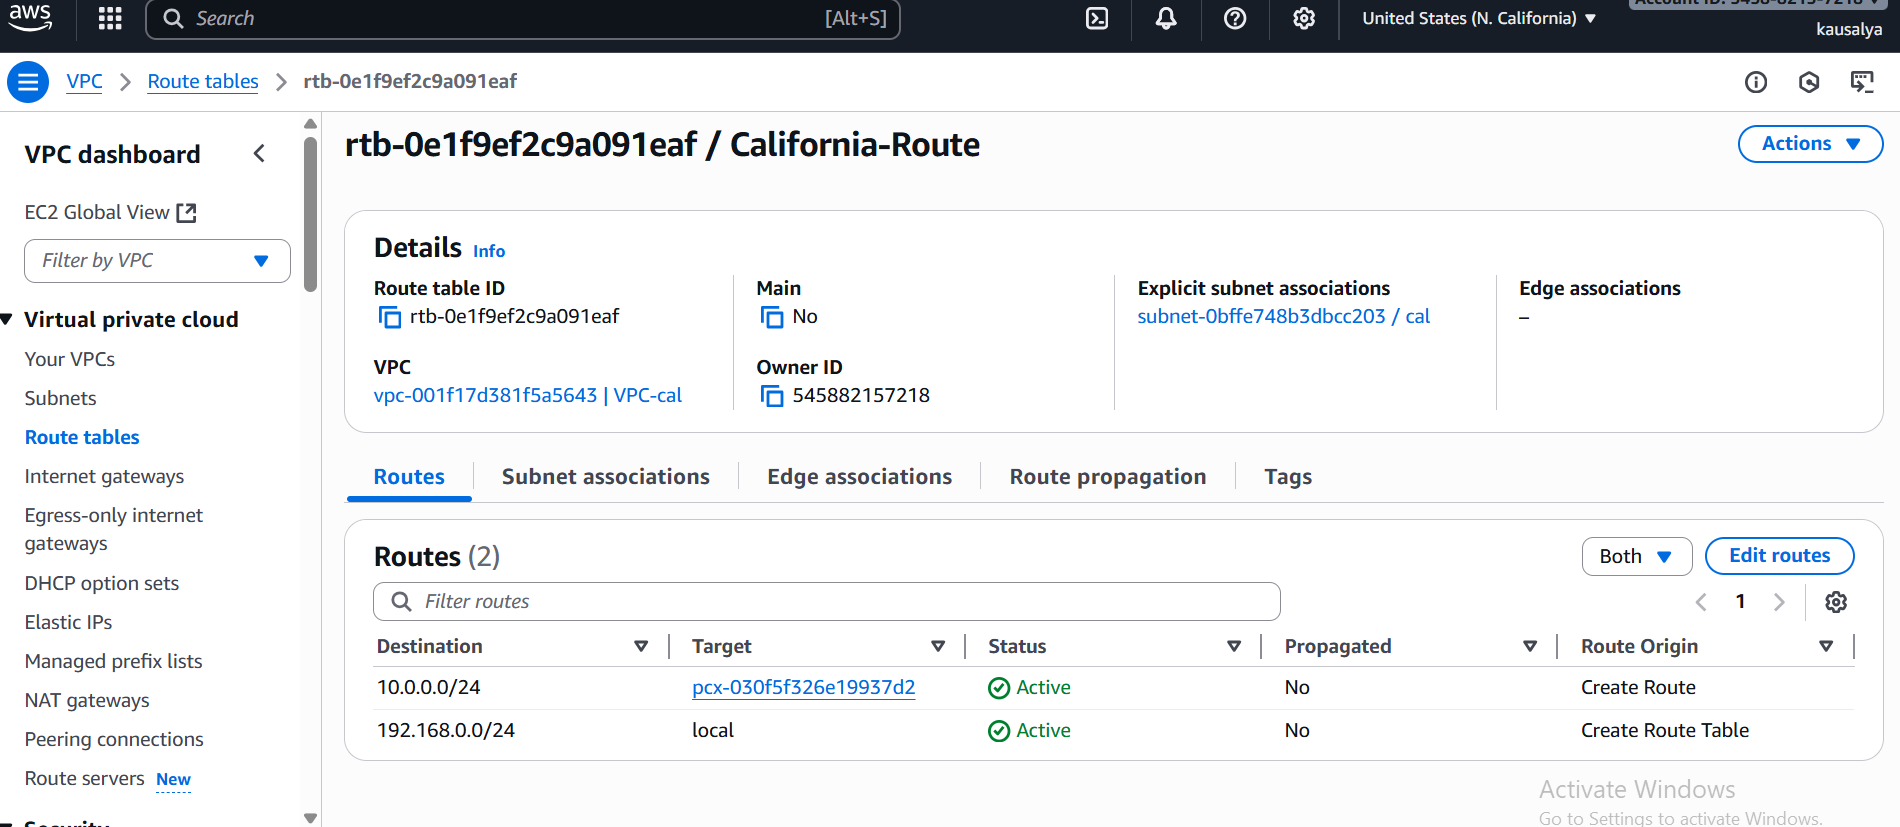 aws
Search [Alt+S]
United States (N. California)
kausalya
VPC > Route tables > rtb-0e1f9ef2c9a091eaf
VPC dashboard
EC2 Global View
Filter by VPC
Virtual private cloud
Your VPCs
Subnets
Route tables
Internet gateways
Egress-only internet
gateways
DHCP option sets
Elastic IPs
Managed prefix lists
NAT gateways
Peering connections
Route servers New
Security
rtb-0e1f9ef2c9a091eaf / California-Route
Actions
Details Info
Route table ID
rtb-0e1f9ef2c9a091eaf
Main
No
Explicit subnet associations
subnet-0bffe748b3dbcc203 / cal
Edge associations
–
VPC
vpc-001f17d381f5a5643 | VPC-cal
Owner ID
545882157218
Routes Subnet associations Edge associations Route propagation Tags
Routes (2)
Both Edit routes
Filter routes
1
Destination Target Status Propagated Route Origin
10.0.0.0/24 pcx-030f5f326e19937d2 Active No Create Route
192.168.0.0/24 local Active No Create Route Table
Activate Windows
Go to Settings to activate Windows.